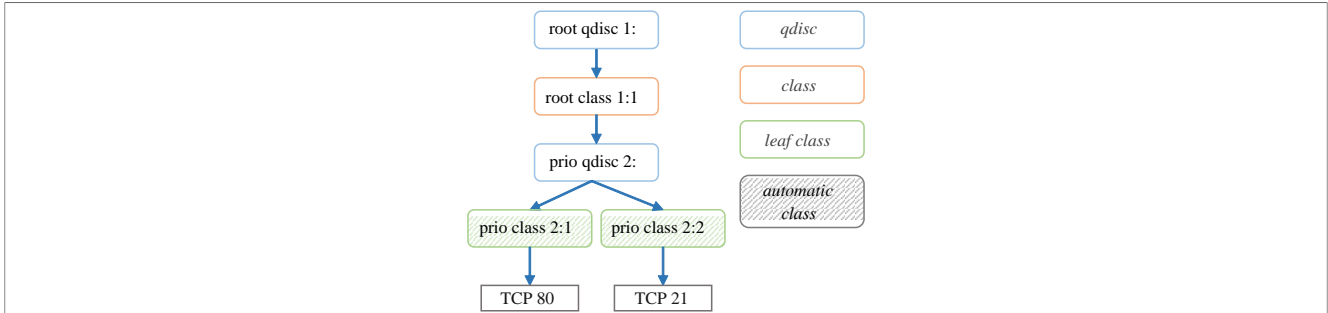 root qdisc 1:
root class 1:1
prio qdisc 2:
prio class 2:1
prio class 2:2
TCP 80
TCP 21
qdisc
class
leaf class
automatic
class